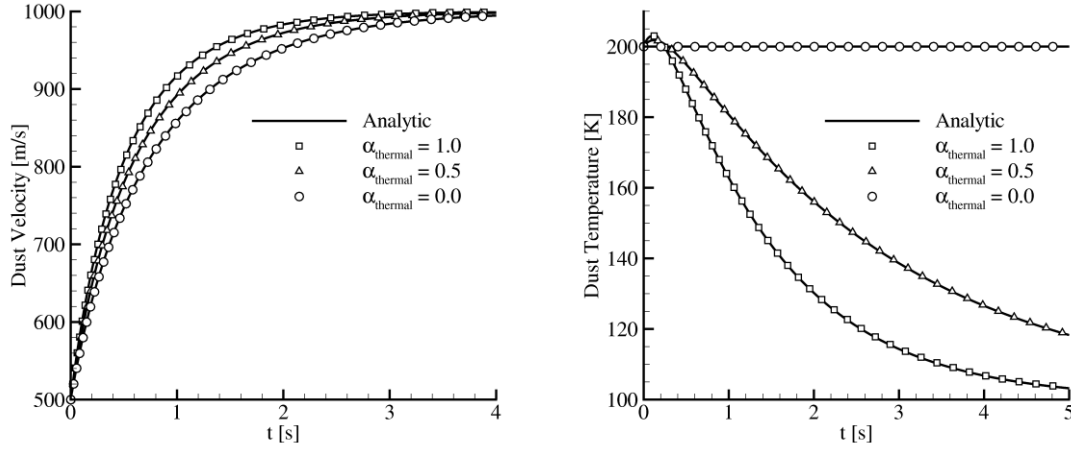 1000
900
800
700
600
500
Dust Velocity [m/s]
Analytic
α_thermal = 1.0
α_thermal = 0.5
α_thermal = 0.0
0
1
2
3
4
t [s]
200
180
160
140
120
100
Dust Temperature [K]
Analytic
α_thermal = 1.0
α_thermal = 0.5
α_thermal = 0.0
0
1
2
3
4
5
t [s]